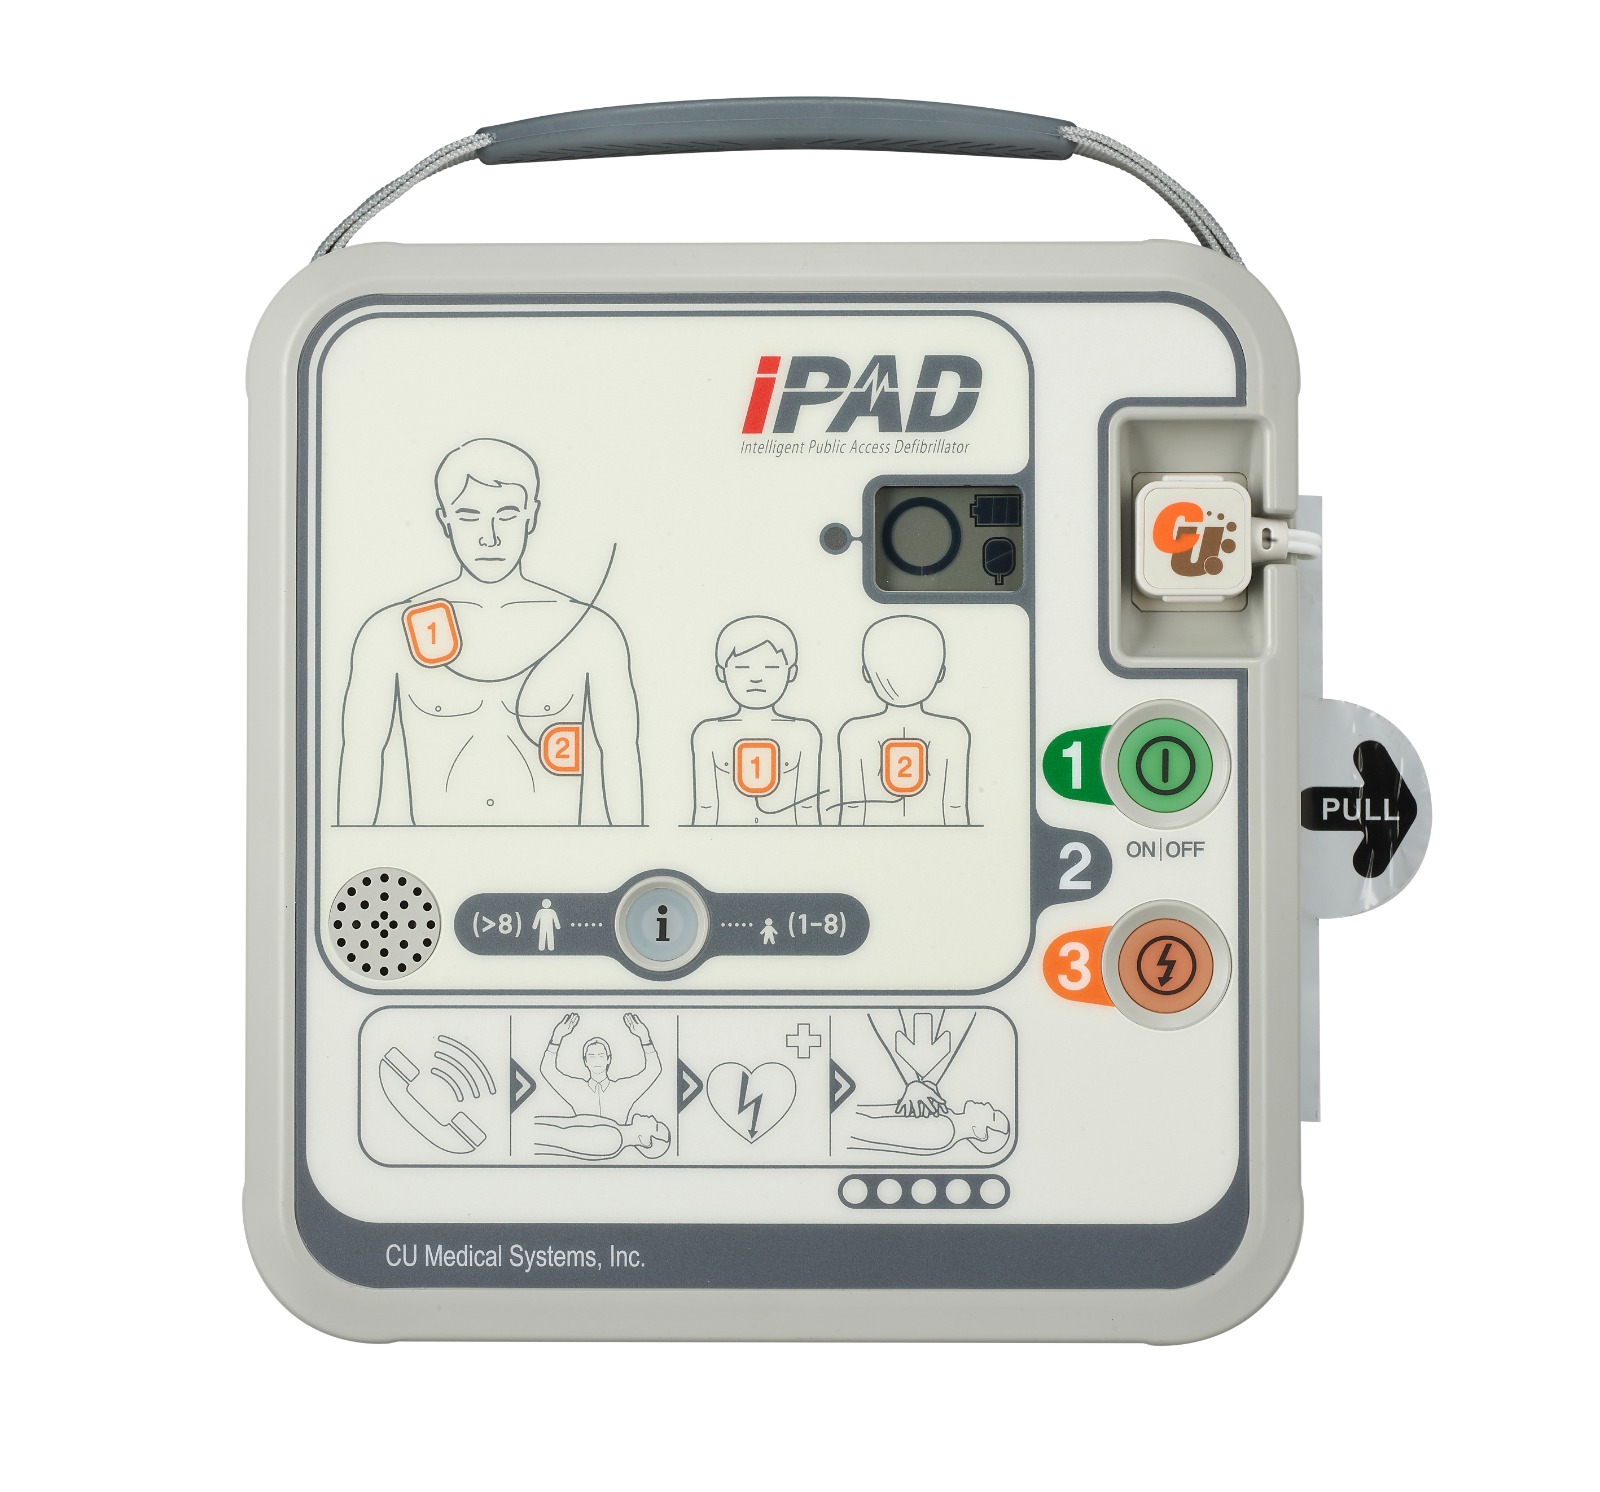 iPAD
Intelligent Public Access Defibrillator
CU
1
2
1
2
1
PULL
ON|OFF
2
(>8) i (1-8)
3
CU Medical Systems, Inc.